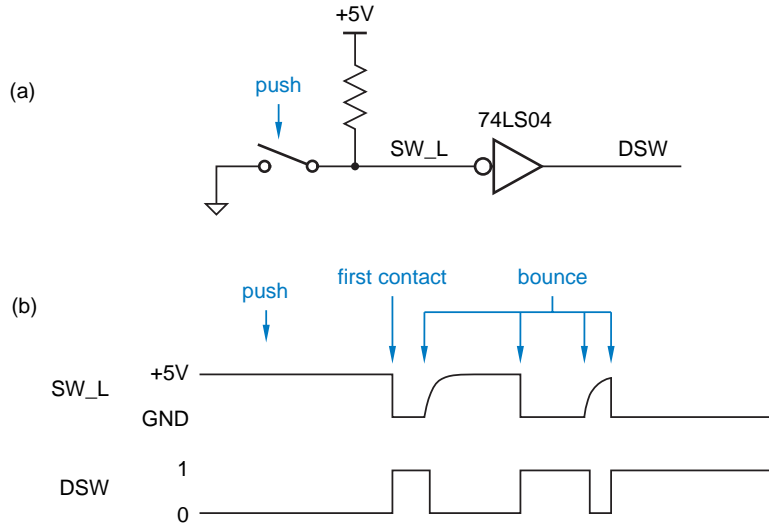 +5V
(a)
push
74LS04
SW_L
DSW
first contact
bounce
push
(b)
+5V
SW_L
GND
1
DSW
0